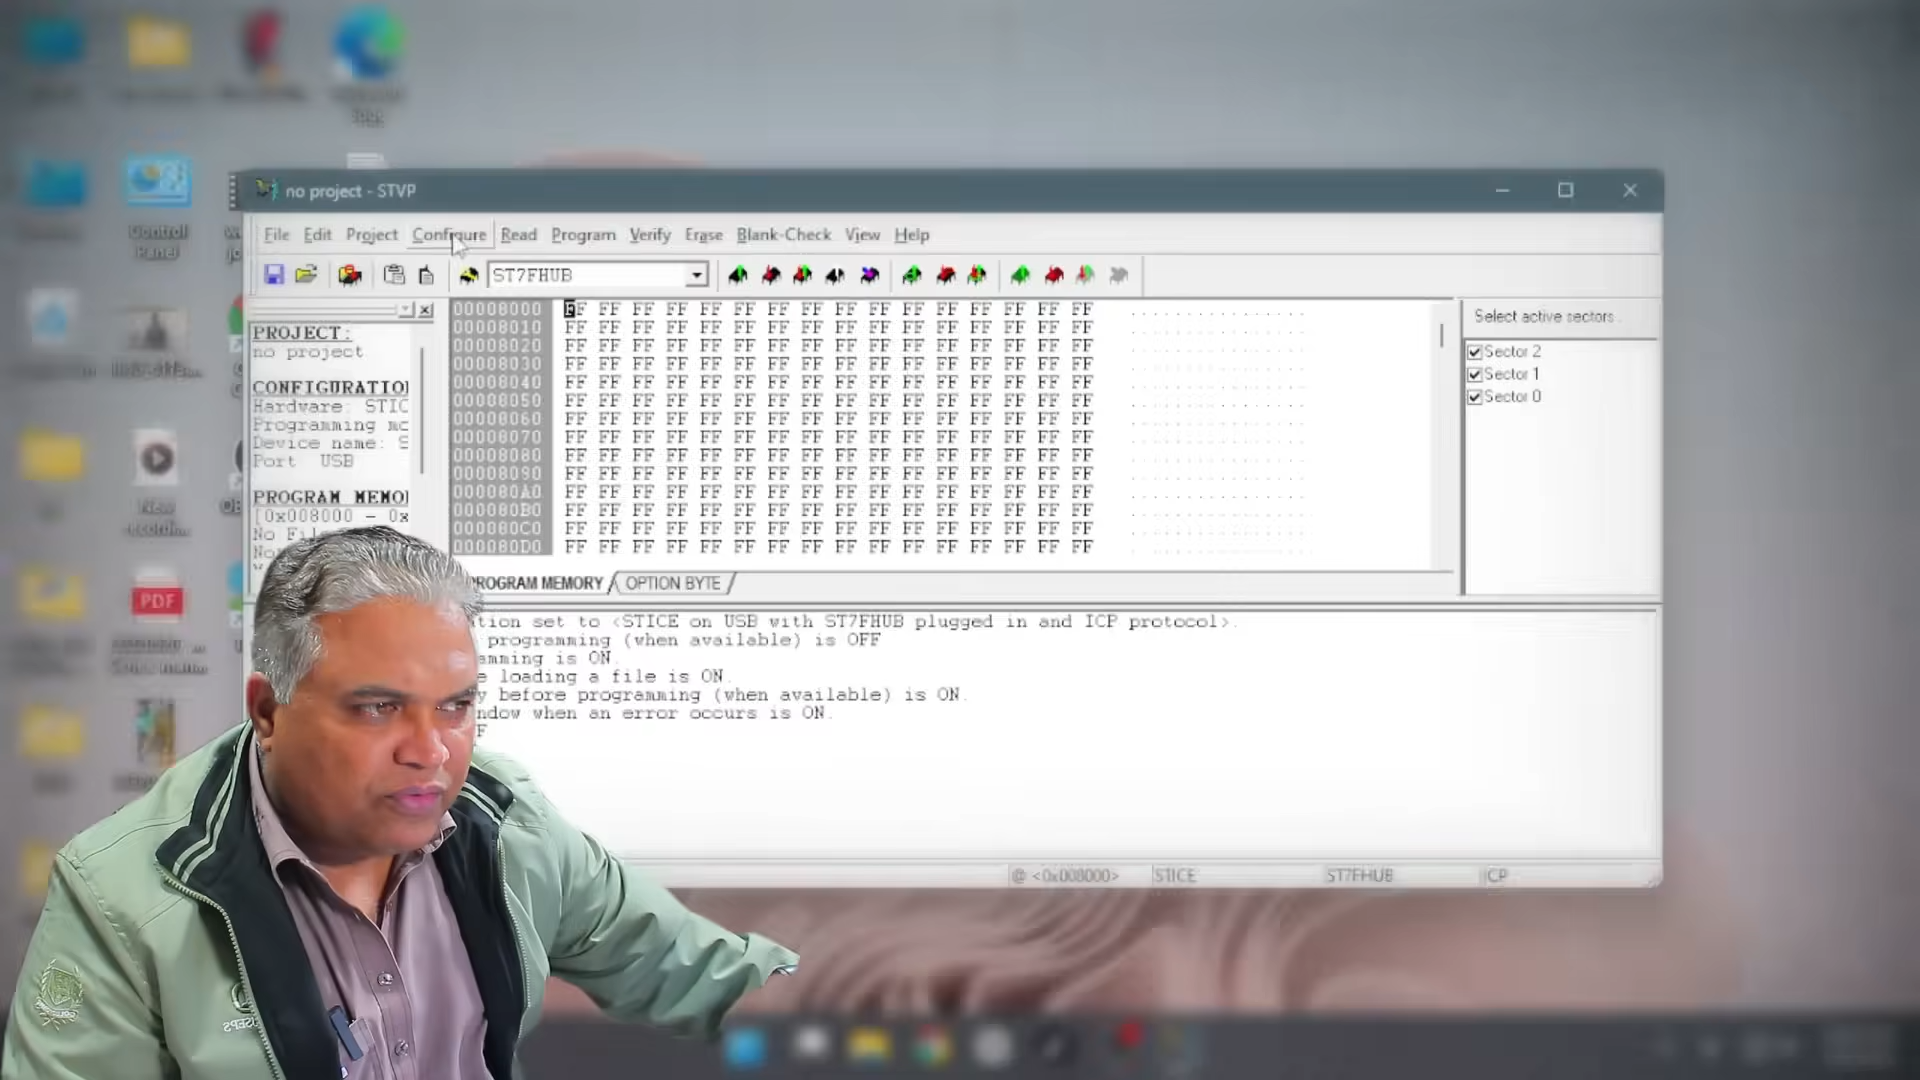 Control
Panel
PDF
no project - STVP
File Edit Project Configure Read Program Verify Erase Blank-Check View Help
ST7FHUB
PROJECT:
no project
CONFIGURATIO
Hardware: STIC
Programming mo
Device name: S
Port USB
PROGRAM MEMO
[0x008000 - 0x
No Fil
00008000 FF FF FF FF FF FF FF FF FF FF FF FF FF FF FF FF ................
00008010 FF FF FF FF FF FF FF FF FF FF FF FF FF FF FF FF ................
00008020 FF FF FF FF FF FF FF FF FF FF FF FF FF FF FF FF ................
00008030 FF FF FF FF FF FF FF FF FF FF FF FF FF FF FF FF ................
00008040 FF FF FF FF FF FF FF FF FF FF FF FF FF FF FF FF ................
00008050 FF FF FF FF FF FF FF FF FF FF FF FF FF FF FF FF ................
00008060 FF FF FF FF FF FF FF FF FF FF FF FF FF FF FF FF ................
00008070 FF FF FF FF FF FF FF FF FF FF FF FF FF FF FF FF ................
00008080 FF FF FF FF FF FF FF FF FF FF FF FF FF FF FF FF ................
00008090 FF FF FF FF FF FF FF FF FF FF FF FF FF FF FF FF ................
000080A0 FF FF FF FF FF FF FF FF FF FF FF FF FF FF FF FF ................
000080B0 FF FF FF FF FF FF FF FF FF FF FF FF FF FF FF FF ................
000080C0 FF FF FF FF FF FF FF FF FF FF FF FF FF FF FF FF ................
000080D0 FF FF FF FF FF FF FF FF FF FF FF FF FF FF FF FF ................
Select active sectors
Sector 2
Sector 1
Sector 0
PROGRAM MEMORY OPTION BYTE
tion set to <STICE on USB with ST7FHUB plugged in and ICP protocol>.
programming (when available) is OFF
amming is ON.
e loading a file is ON.
y before programming (when available) is ON.
ndow when an error occurs is ON.
F
@ <0x008000> STICE ST7FHUB ICP